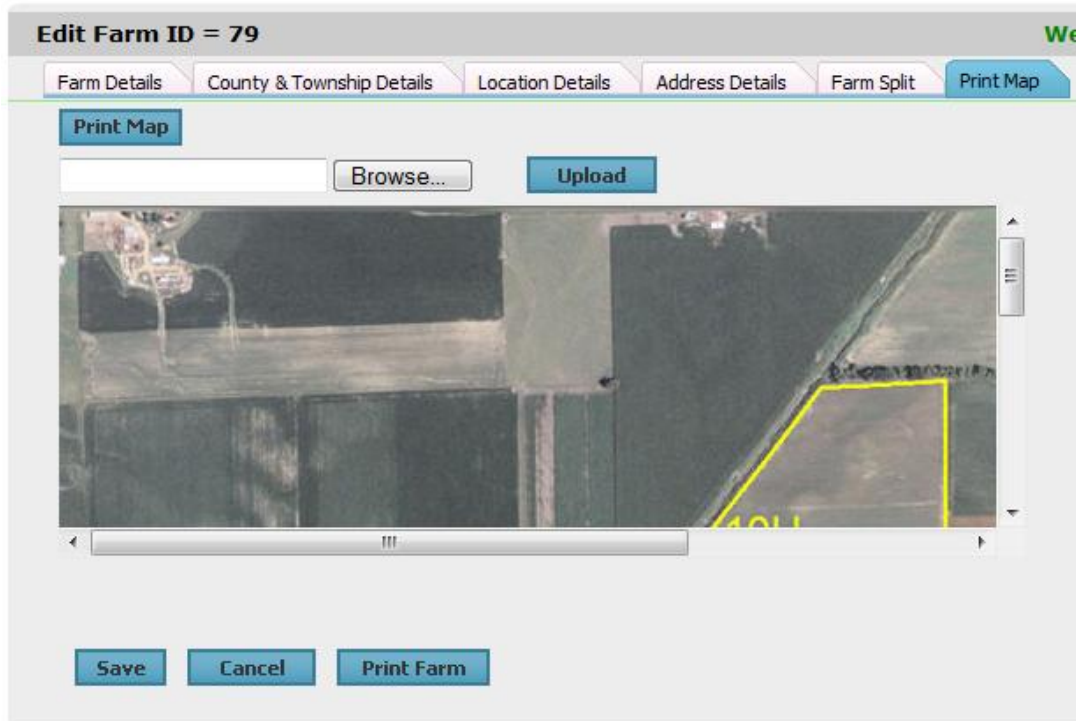 Edit Farm ID = 79 We
Farm Details County & Township Details Location Details Address Details Farm Split Print Map
Print Map
Browse... Upload
Save Cancel Print Farm